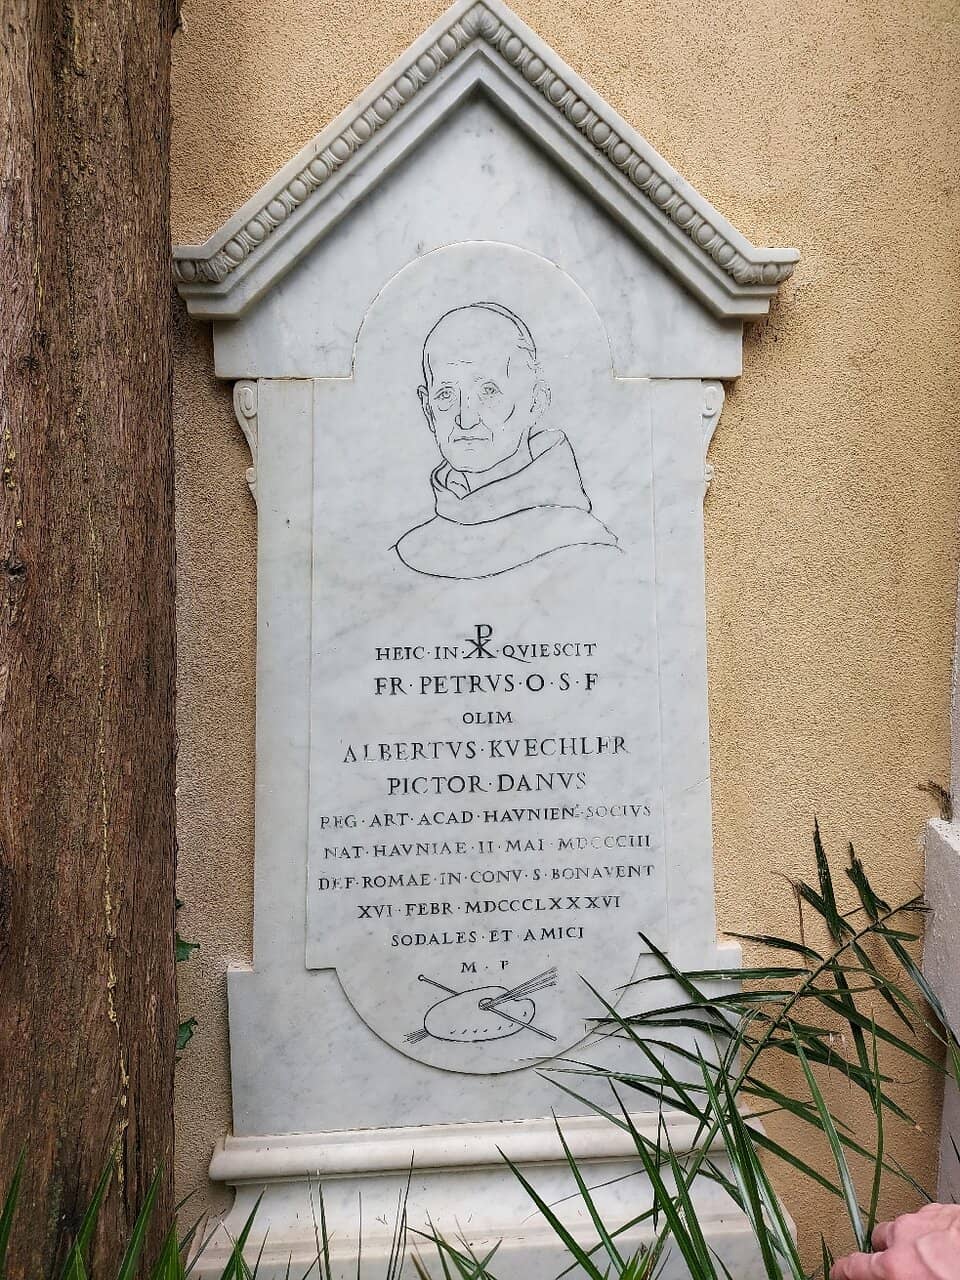 HEIC·IN·☧·QVIESCIT
FR·PETRVS·O·S·F
OLIM
ALBERTVS·KVECHLER
PICTOR·DANVS
REG·ART·ACAD·HAVNIEN·SOCIVS
NAT·HAVNIAE·II·MAI·MDCCCIII
DEF·ROMAE·IN·CONV·S·BONAVENT
XVI·FEBR·MDCCCLXXXVI
SODALES·ET·AMICI
M·P